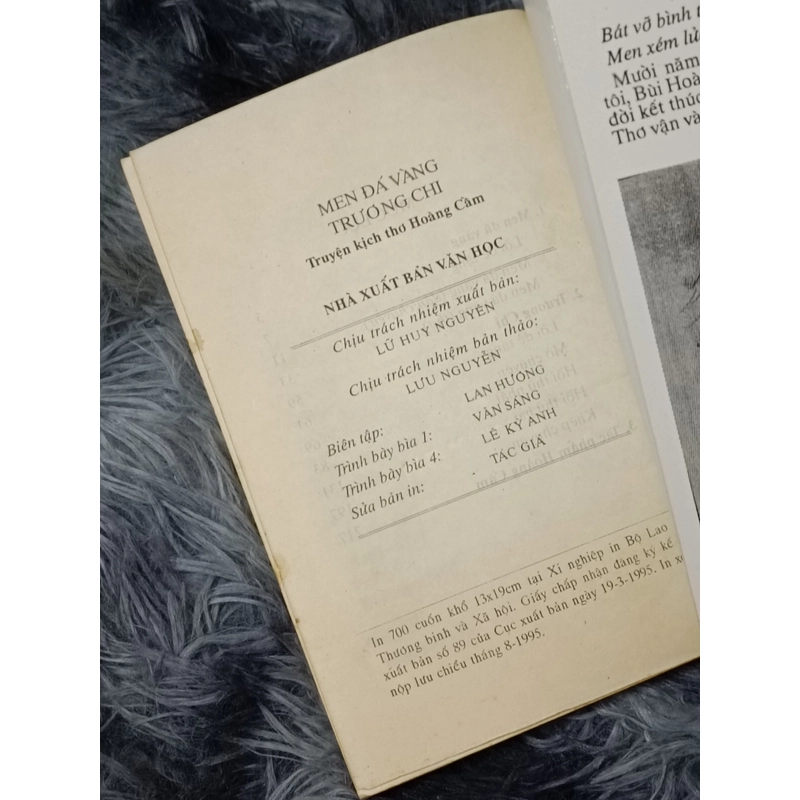 MEN ĐÁ VÀNG
TRƯƠNG CHI
Truyện kịch thơ Hoàng Cầm
NHÀ XUẤT BẢN VĂN HỌC
Chịu trách nhiệm xuất bản:
LỮ HUY NGUYÊN
Chịu trách nhiệm bản thảo:
LƯU NGUYỄN
Biên tập: LAN HƯƠNG
Trình bày bìa 1: VĂN SÁNG
Trình bày bìa 4: LÊ KỲ ANH
Sửa bản in: TÁC GIẢ
In 700 cuốn khổ 13x19cm tại Xí nghiệp in Bộ Lao
Thương binh và Xã hội. Giấy chấp nhận đăng ký kế
xuất bản số 89 của Cục xuất bản ngày 19-3-1995. In xo
nộp lưu chiểu tháng 8-1995.
Bát vỡ bình
Men xém lử
Mười năm
tôi, Bùi Hoà
đời kết thúc
Thơ vận và